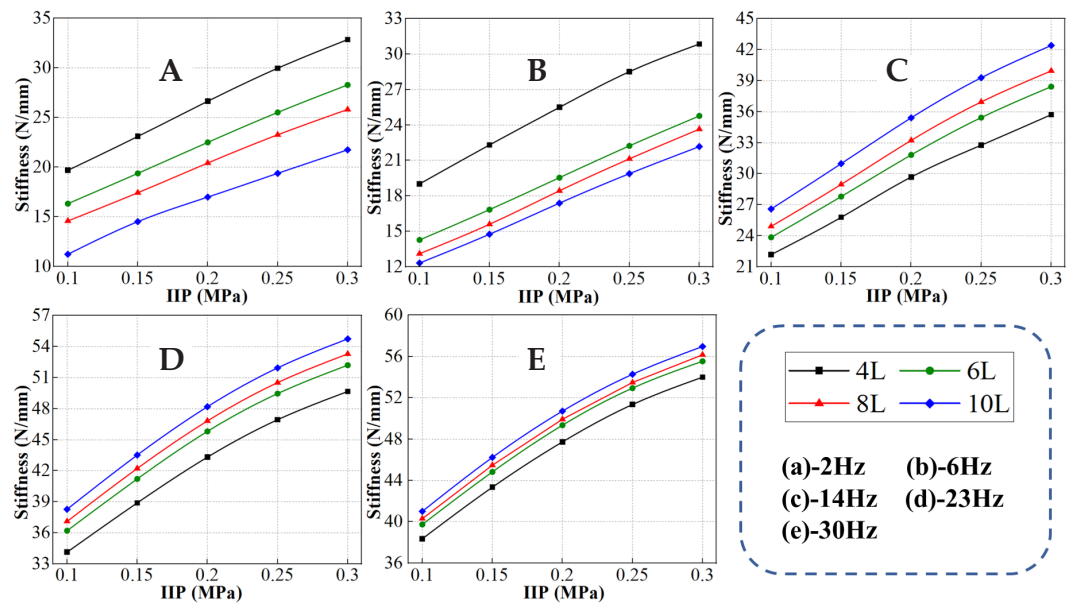 A
Stiffness (N/mm)
35
30
25
20
15
10
0.1 0.15 0.2 0.25 0.3
IIP (MPa)
B
Stiffness (N/mm)
33
30
27
24
21
18
15
12
0.1 0.15 0.2 0.25 0.3
IIP (MPa)
C
Stiffness (N/mm)
45
42
39
36
33
30
27
24
21
0.1 0.15 0.2 0.25 0.3
IIP (MPa)
D
Stiffness (N/mm)
57
54
51
48
45
42
39
36
33
0.1 0.15 0.2 0.25 0.3
IIP (MPa)
E
Stiffness (N/mm)
60
56
52
48
44
40
36
0.1 0.15 0.2 0.25 0.3
IIP (MPa)
4L 6L
8L 10L
(a)-2Hz (b)-6Hz
(c)-14Hz (d)-23Hz
(e)-30Hz